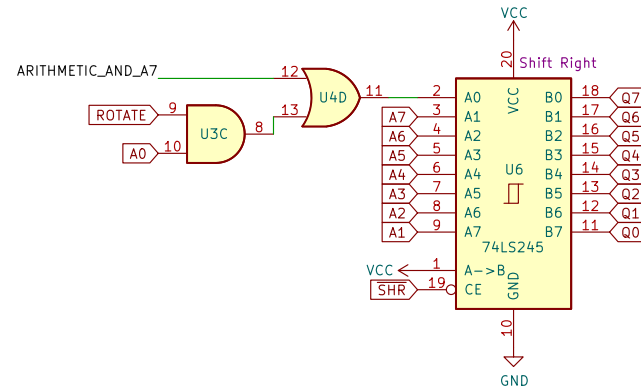 VCC
20 Shift Right
ARITHMETIC_AND_A7 12 U4D 11 2 A0 VCC B0 18 Q7
ROTATE 9 13 A7 3 A1 B1 17 Q6
U3C 8 A6 4 A2 B2 16 Q5
A0 10 A5 5 A3 B3 15 Q4
A4 6 A4 U6 B4 14 Q3
A3 7 A5 B5 13 Q2
A2 8 A6 B6 12 Q1
A1 9 A7 B7 11 Q0
74LS245
VCC 1 A->B
SHR 19 CE GND
10
GND